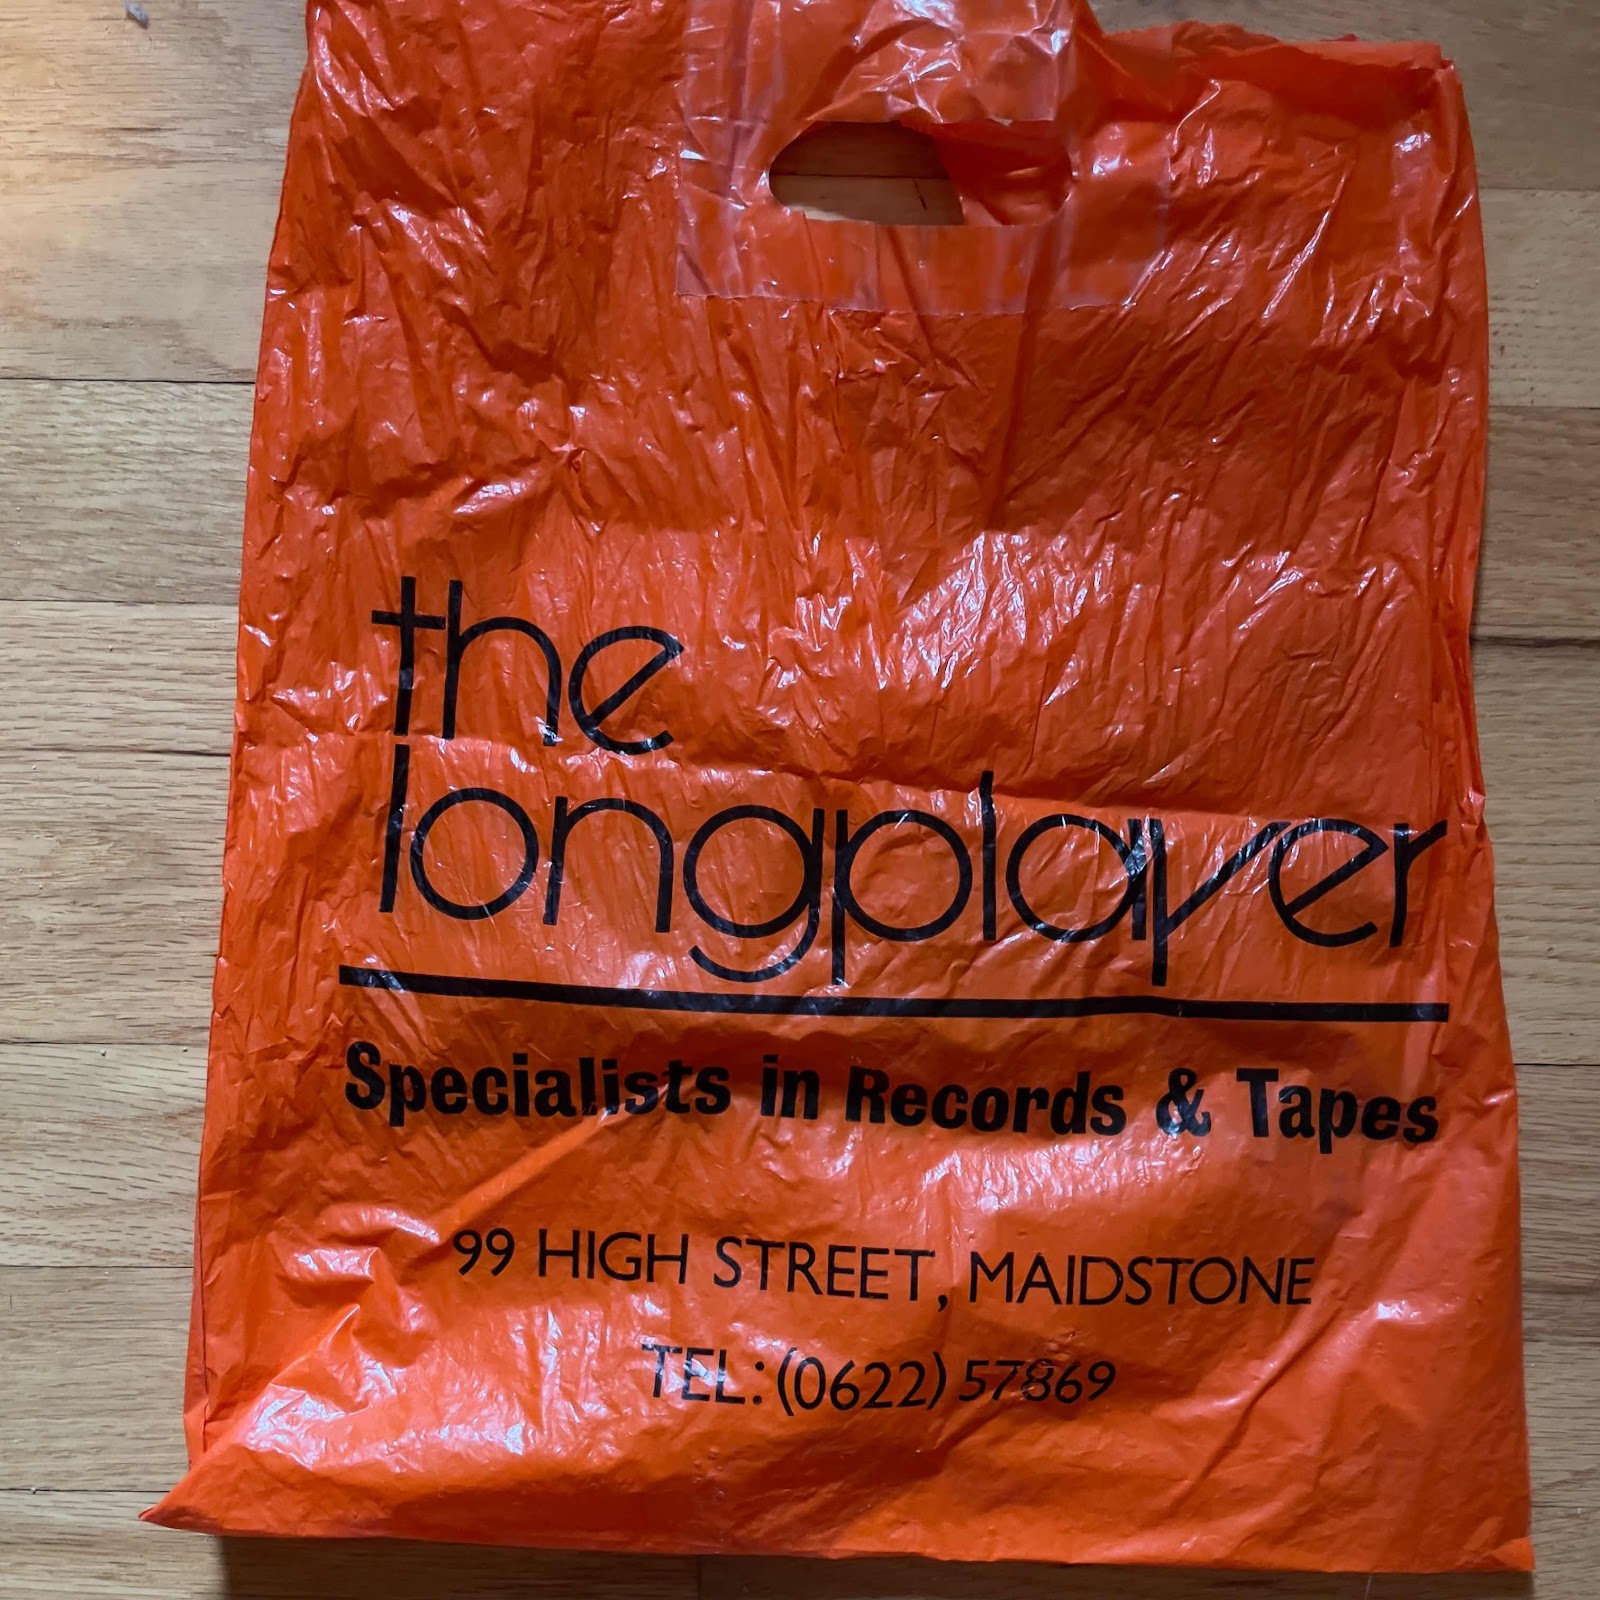 the
longplayer
Specialists in Records & Tapes
99 HIGH STREET, MAIDSTONE
TEL: (0622) 57869